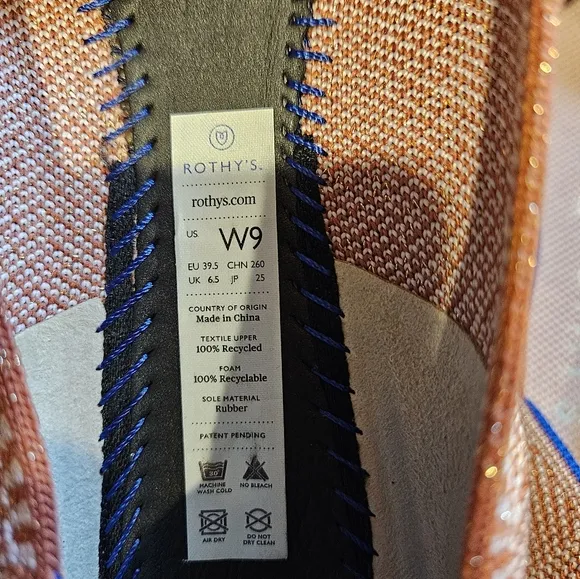 ROTHY'S™
rothys.com
US W9
EU 39.5 CHN 260
UK 6.5 JP 25
COUNTRY OF ORIGIN
Made in China
TEXTILE UPPER
100% Recycled
FOAM
100% Recyclable
SOLE MATERIAL
Rubber
PATENT PENDING
30
MACHINE WASH COLD
NO BLEACH
AIR DRY
DO NOT DRY CLEAN